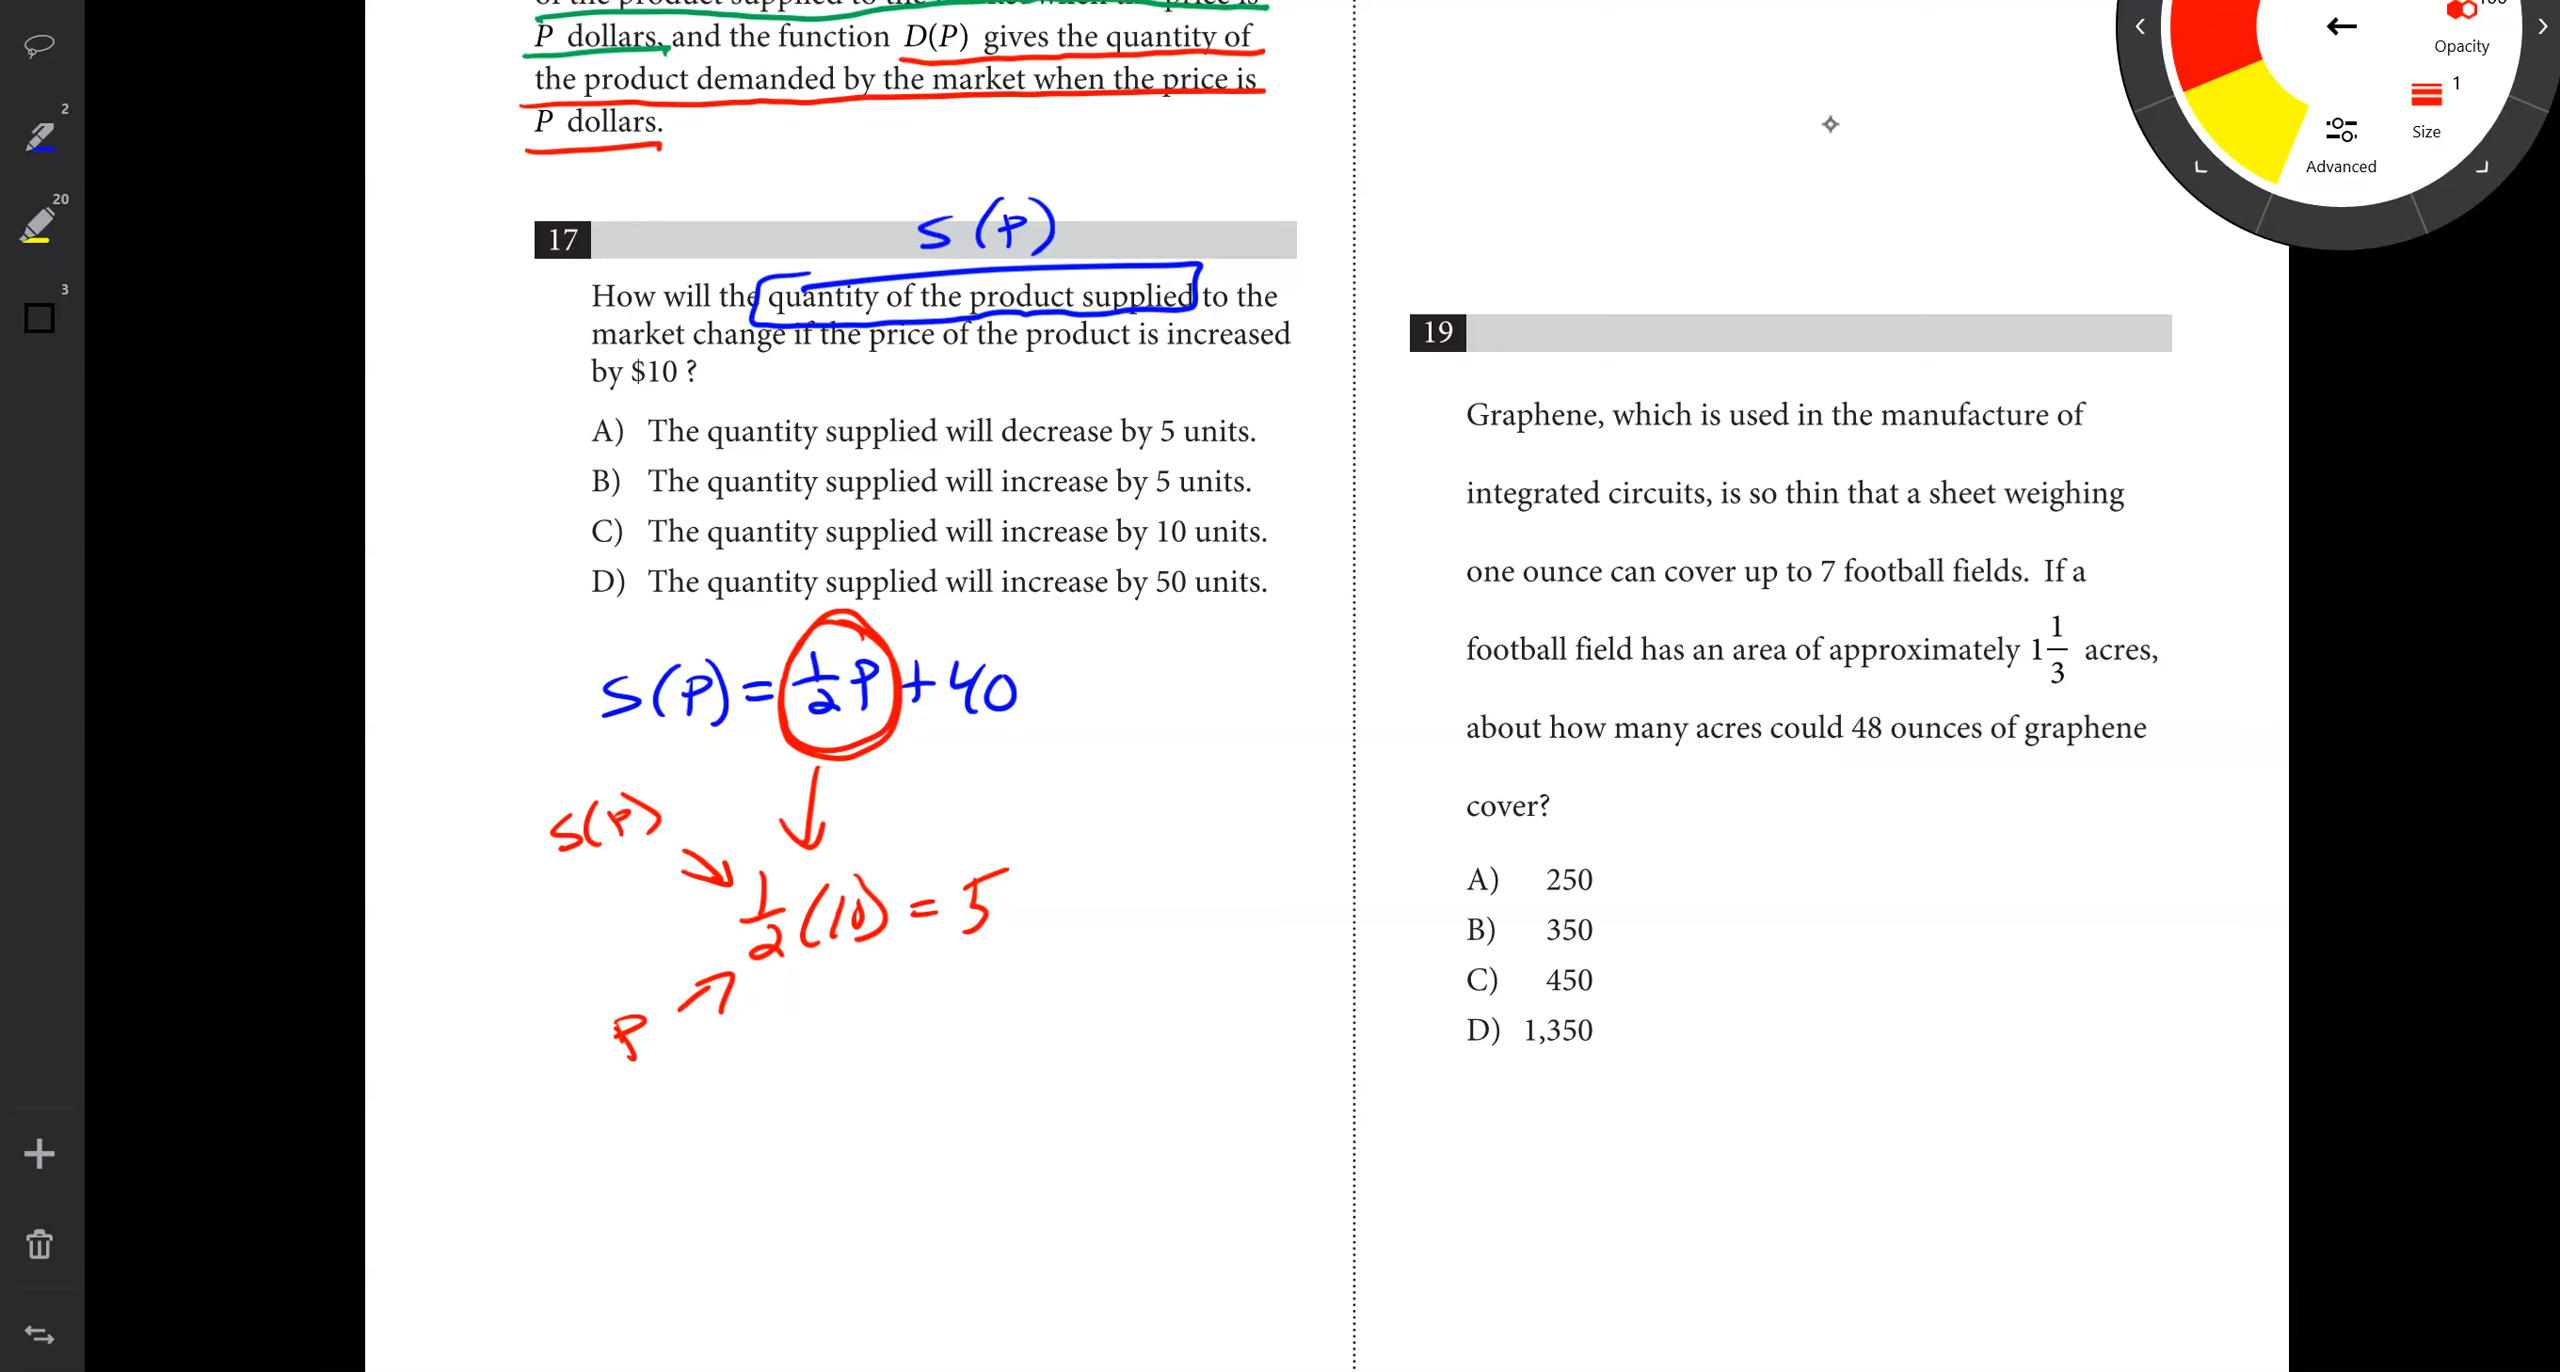 P dollars, and the function D(P) gives the quantity of
the product demanded by the market when the price is
P dollars.
17
S(P)
How will the quantity of the product supplied to the
market change if the price of the product is increased
by $10 ?
A) The quantity supplied will decrease by 5 units.
B) The quantity supplied will increase by 5 units.
C) The quantity supplied will increase by 10 units.
D) The quantity supplied will increase by 50 units.
S(P) = 1/2 P + 40
S(P)
1/2 (10) = 5
P
19
Graphene, which is used in the manufacture of
integrated circuits, is so thin that a sheet weighing
one ounce can cover up to 7 football fields. If a
football field has an area of approximately 1 1/3 acres,
about how many acres could 48 ounces of graphene
cover?
A) 250
B) 350
C) 450
D) 1,350
Opacity
1
Size
Advanced
2
20
3